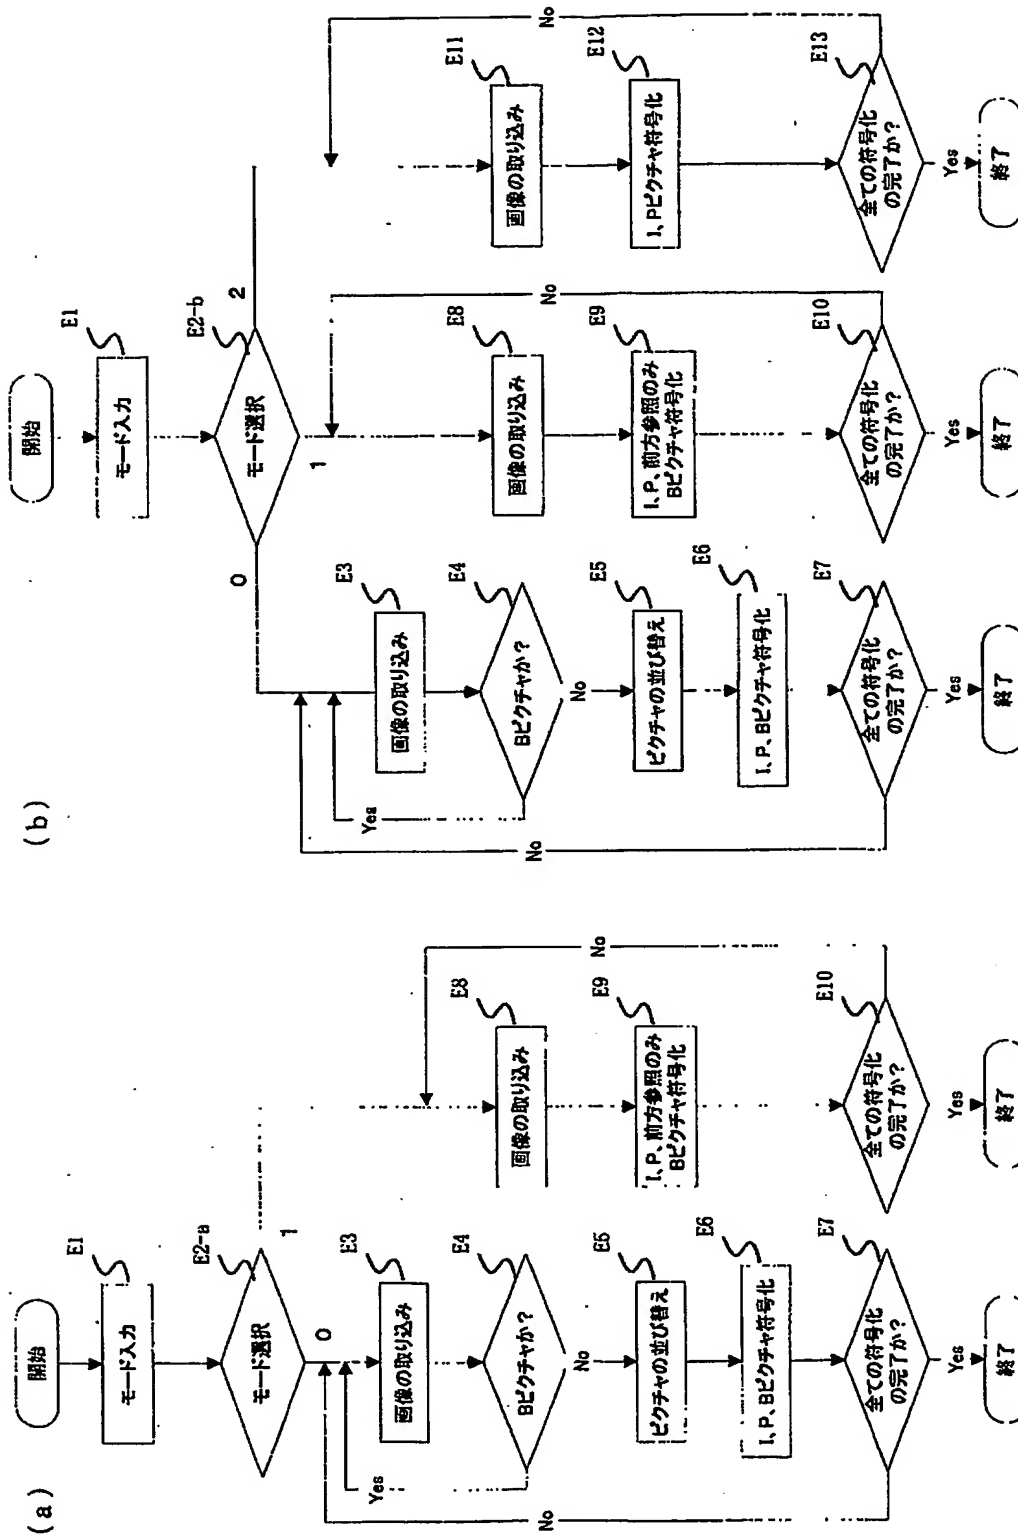 (a)
開始
E1
モード入力
E2-a
モード選択
0
1
E3
画像の取り込み
E4
Bピクチャか?
Yes
No
E5
ピクチャの並び替え
E6
I、P、Bピクチャ符号化
E7
全ての符号化
の完了か?
No
Yes
終了
E8
画像の取り込み
E9
I、P、前方参照のみ
Bピクチャ符号化
E10
全ての符号化
の完了か?
No
Yes
終了
(b)
開始
E1
モード入力
E2-b
モード選択
0
1
2
E3
画像の取り込み
E4
Bピクチャか?
Yes
No
E5
ピクチャの並び替え
E6
I、P、Bピクチャ符号化
E7
全ての符号化
の完了か?
No
Yes
終了
E8
画像の取り込み
E9
I、P、前方参照のみ
Bピクチャ符号化
E10
全ての符号化
の完了か?
No
Yes
終了
E11
画像の取り込み
E12
I、Pピクチャ符号化
E13
全ての符号化
の完了か?
No
Yes
終了